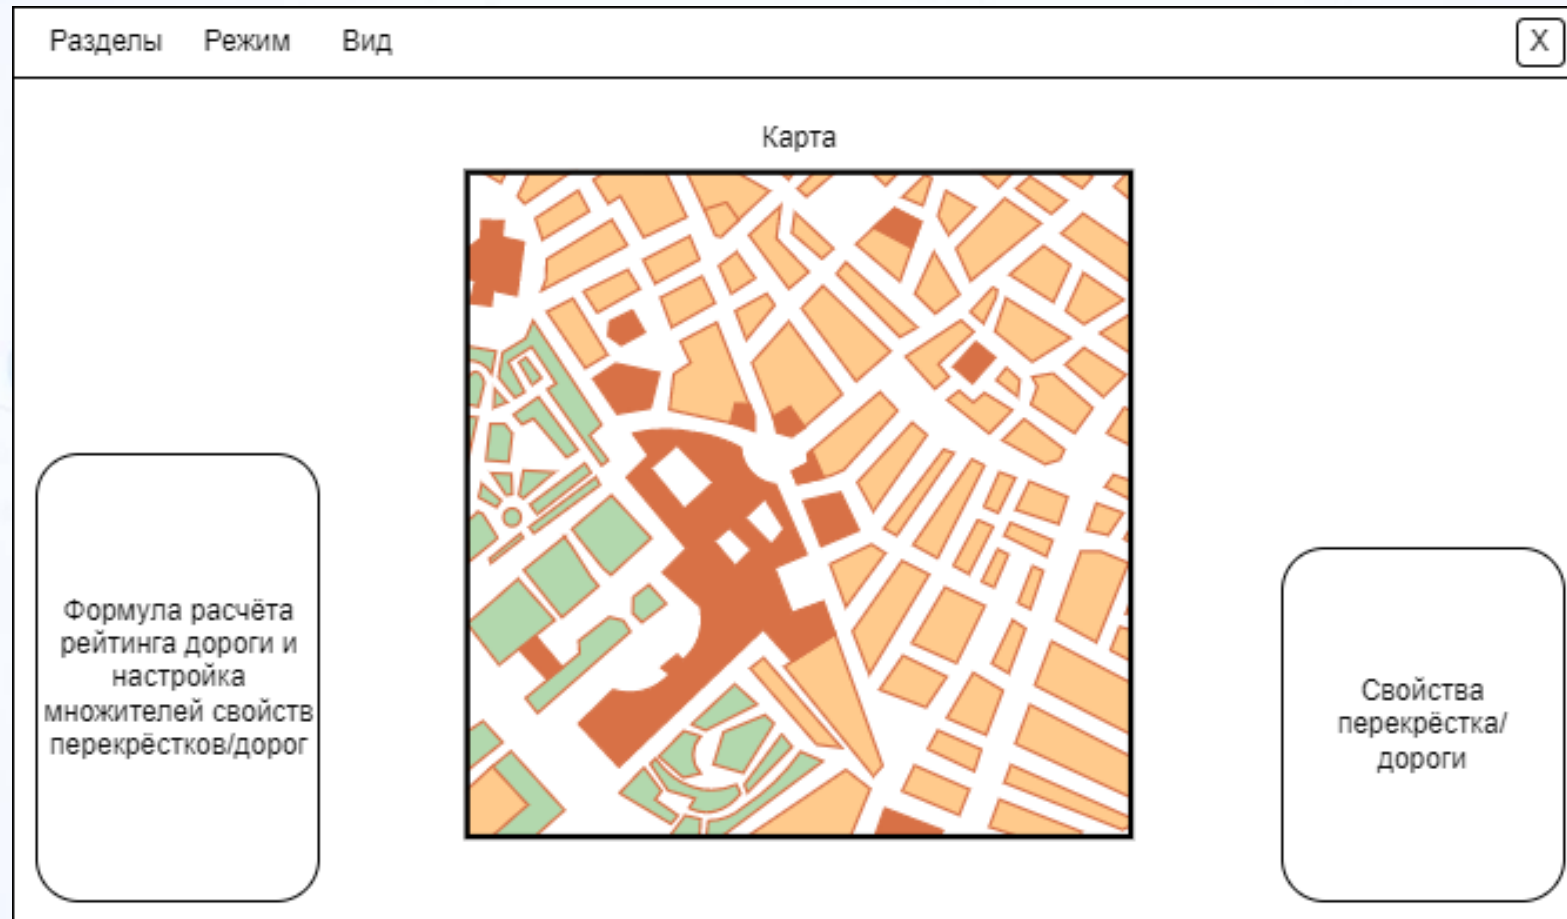 Разделы Режим Вид X
Карта
Формула расчёта
рейтинга дороги и
настройка
множителей свойств
перекрёстков/дорог
Свойства
перекрёстка/
дороги